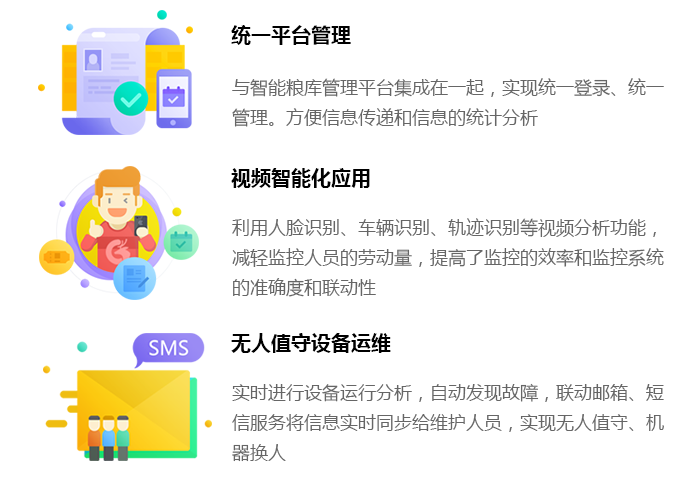 统一平台管理
与智能粮库管理平台集成在一起，实现统一登录、统一
管理。方便信息传递和信息的统计分析
视频智能化应用
利用人脸识别、车辆识别、轨迹识别等视频分析功能，
减轻监控人员的劳动量，提高了监控的效率和监控系统
的准确度和联动性
SMS
无人值守设备运维
实时进行设备运行分析，自动发现故障，联动邮箱、短
信服务将信息实时同步给维护人员，实现无人值守、机
器换人